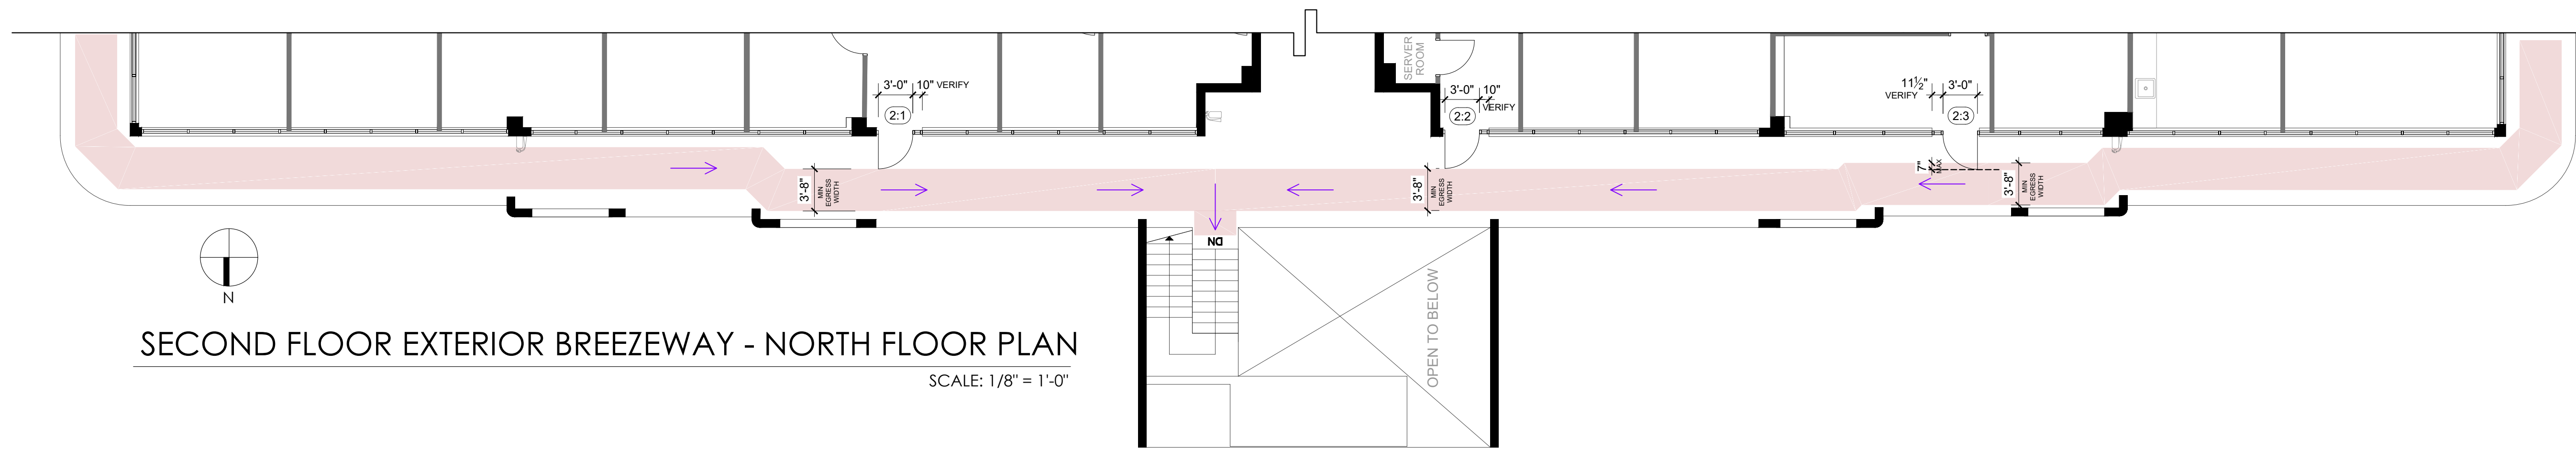 SERVER
ROOM
3'-0" 10" VERIFY
2:1
3'-0" 10"
VERIFY
2:2
11½" 3'-0"
VERIFY
2:3
3'-8"
MIN
EGRESS
WIDTH
3'-8"
MIN
EGRESS
WIDTH
7"
MAX
3'-8"
MIN
EGRESS
WIDTH
DN
OPEN TO BELOW
N
SECOND FLOOR EXTERIOR BREEZEWAY - NORTH FLOOR PLAN
SCALE: 1/8" = 1'-0"